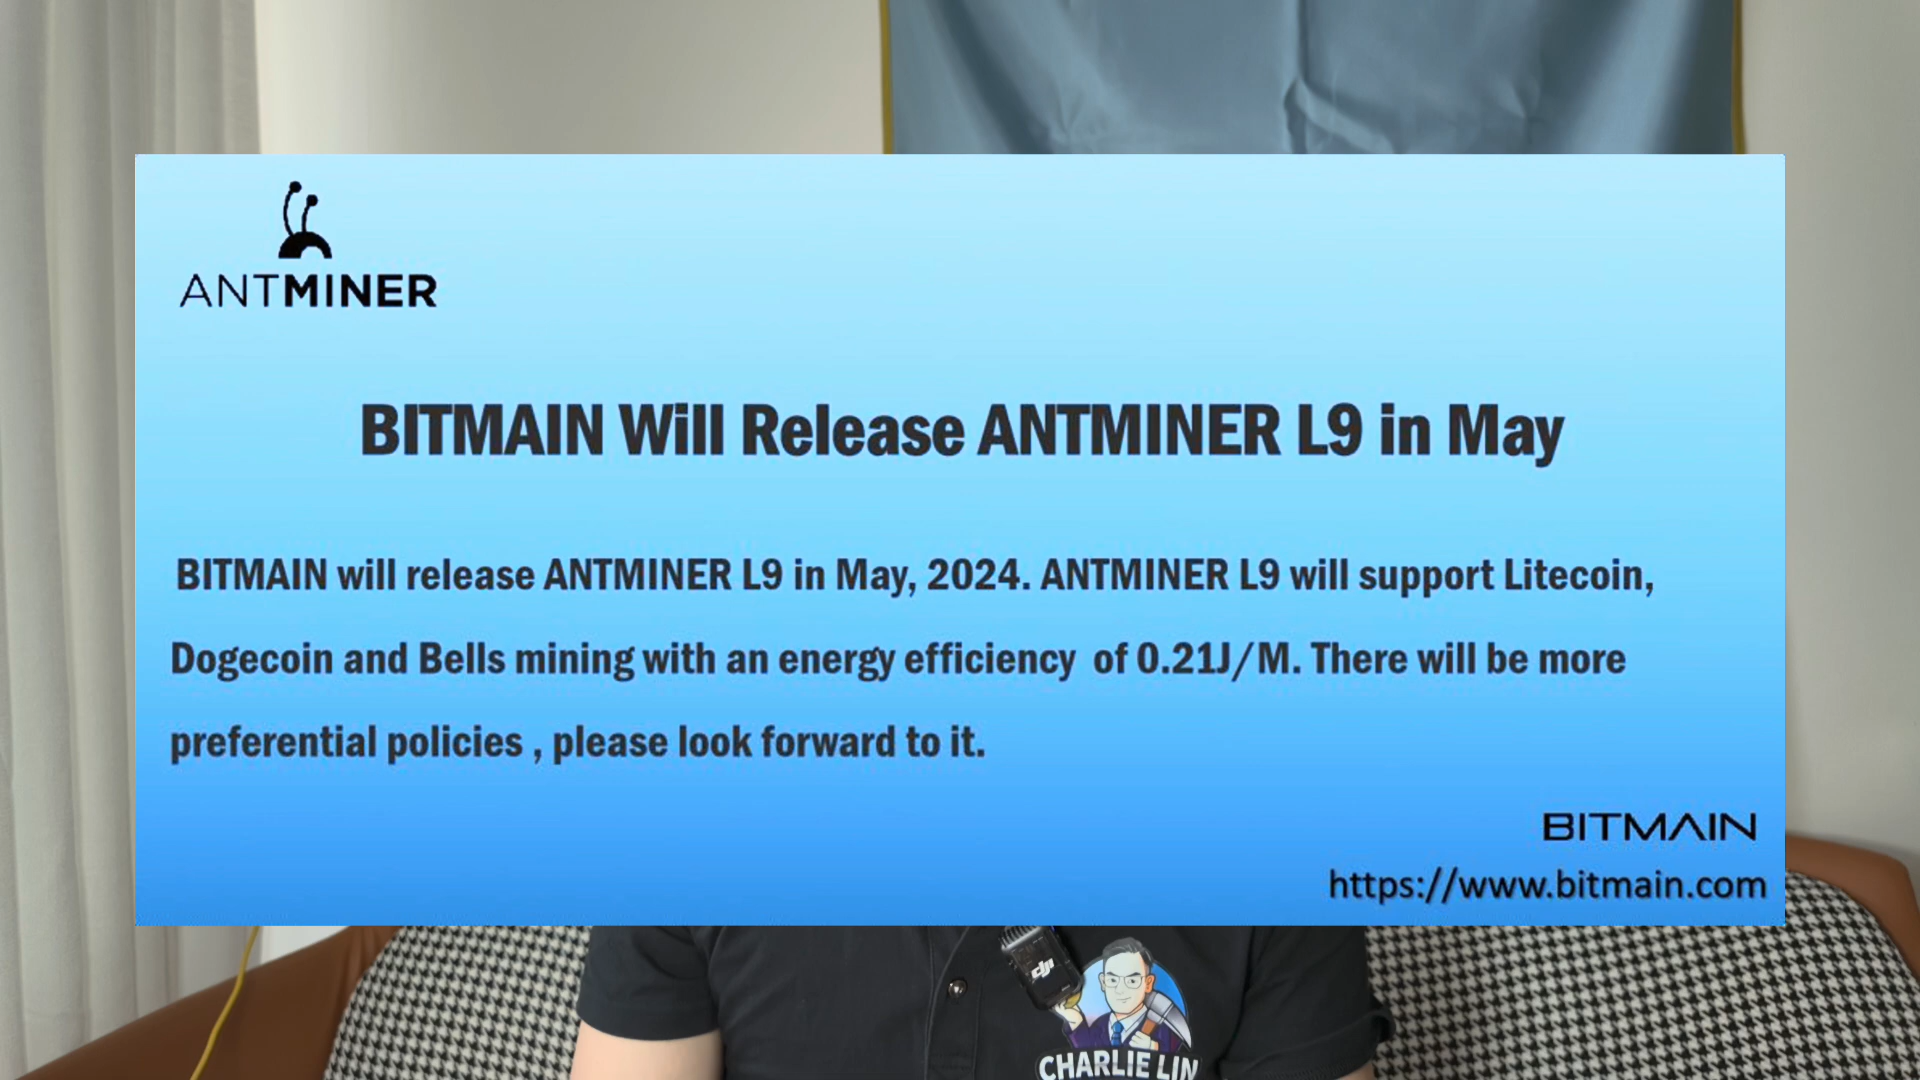 ANTMINER
BITMAIN Will Release ANTMINER L9 in May
BITMAIN will release ANTMINER L9 in May, 2024. ANTMINER L9 will support Litecoin,
Dogecoin and Bells mining with an energy efficiency of 0.21J/M. There will be more
preferential policies , please look forward to it.
BITMAIN
https://www.bitmain.com
dji
CHARLIE LIN